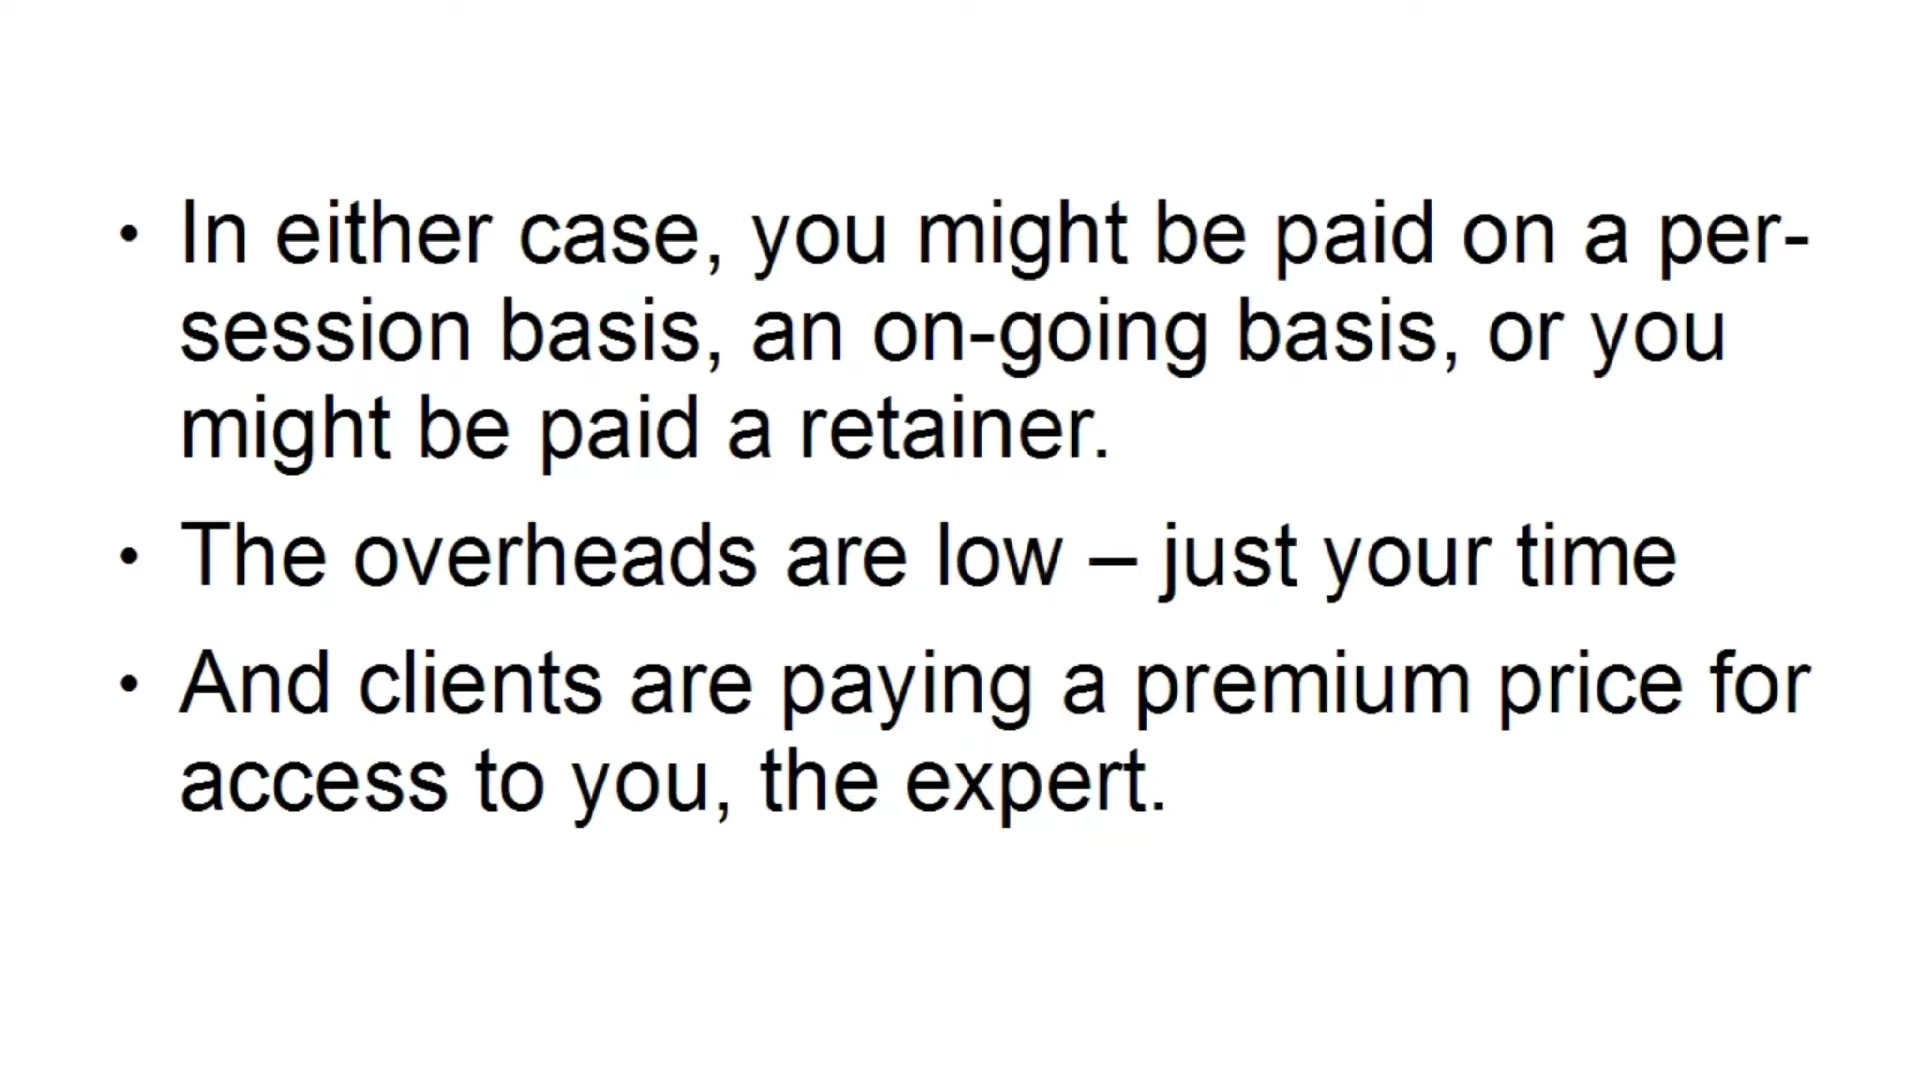 • In either case, you might be paid on a per-
session basis, an on-going basis, or you
might be paid a retainer.
• The overheads are low – just your time
• And clients are paying a premium price for
access to you, the expert.